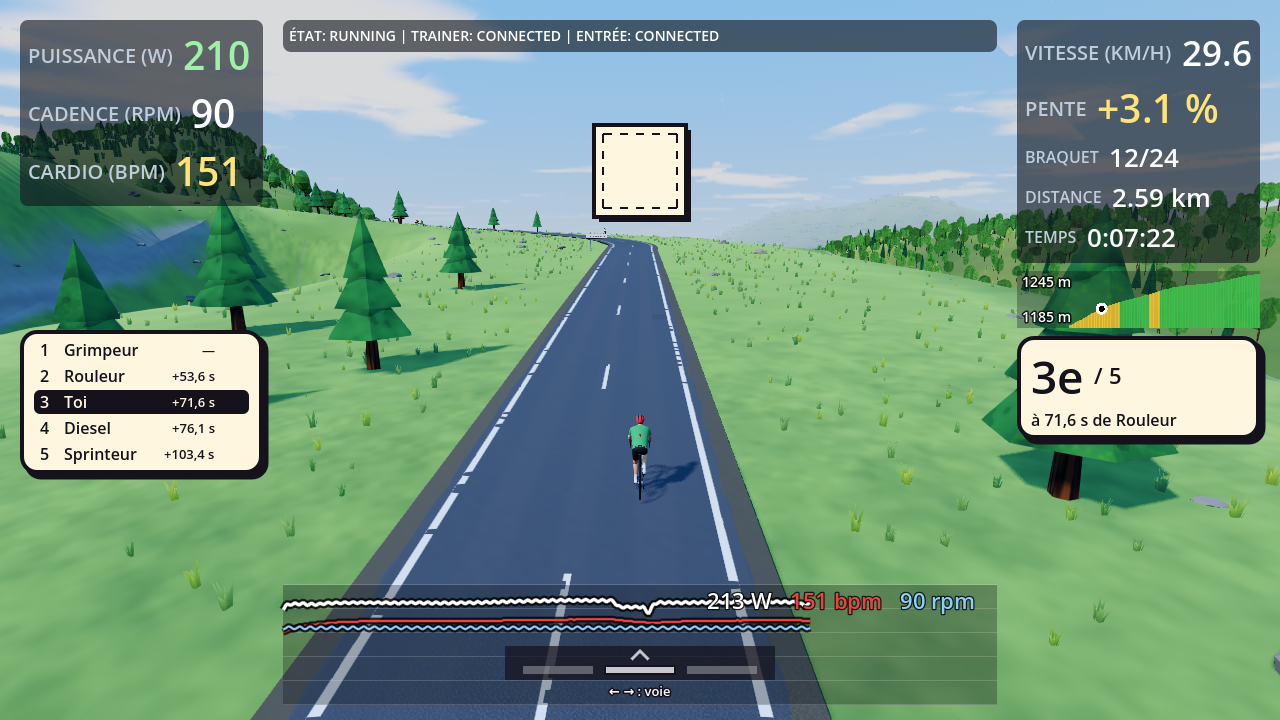 PUISSANCE (W) 210
CADENCE (RPM) 90
CARDIO (BPM) 151
ÉTAT: RUNNING | TRAINER: CONNECTED | ENTRÉE: CONNECTED
VITESSE (KM/H) 29.6
PENTE +3.1 %
BRAQUET 12/24
DISTANCE 2.59 km
TEMPS 0:07:22
1245 m
1185 m
1 Grimpeur —
2 Rouleur +53,6 s
3 Toi +71,6 s
4 Diesel +76,1 s
5 Sprinteur +103,4 s
3e / 5
à 71,6 s de Rouleur
213 W 151 bpm 90 rpm
← → : voie